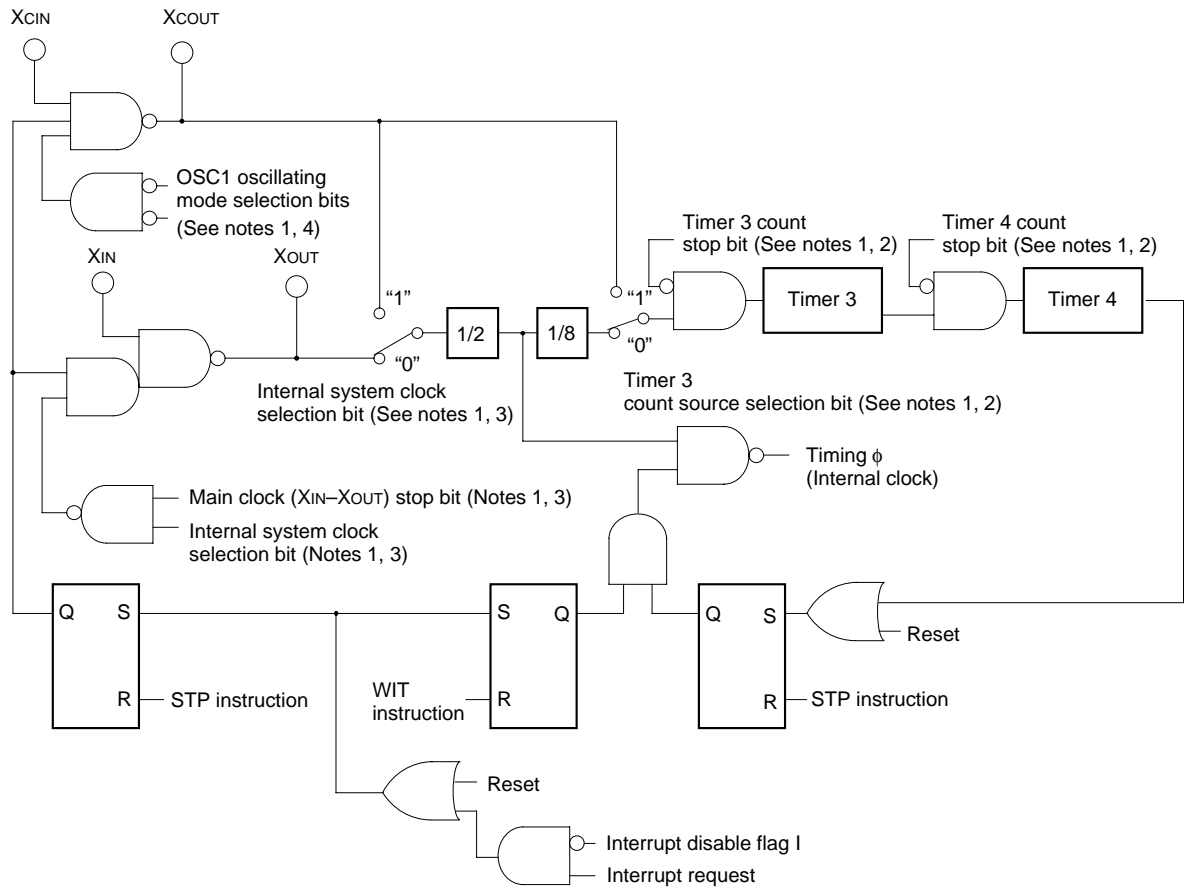 XCIN
XCOUT
OSC1 oscillating
mode selection bits
(See notes 1, 4)
XIN
XOUT
“1”
“0”
1/2
1/8
“1”
“0”
Timer 3 count
stop bit (See notes 1, 2)
Timer 4 count
stop bit (See notes 1, 2)
Timer 3
Timer 4
Internal system clock
selection bit (See notes 1, 3)
Timer 3
count source selection bit (See notes 1, 2)
Timing ϕ
(Internal clock)
Main clock (XIN–XOUT) stop bit (Notes 1, 3)
Internal system clock
selection bit (Notes 1, 3)
Q
S
R
STP instruction
S
Q
R
WIT
instruction
Q
S
R
Reset
STP instruction
Reset
Interrupt disable flag I
Interrupt request